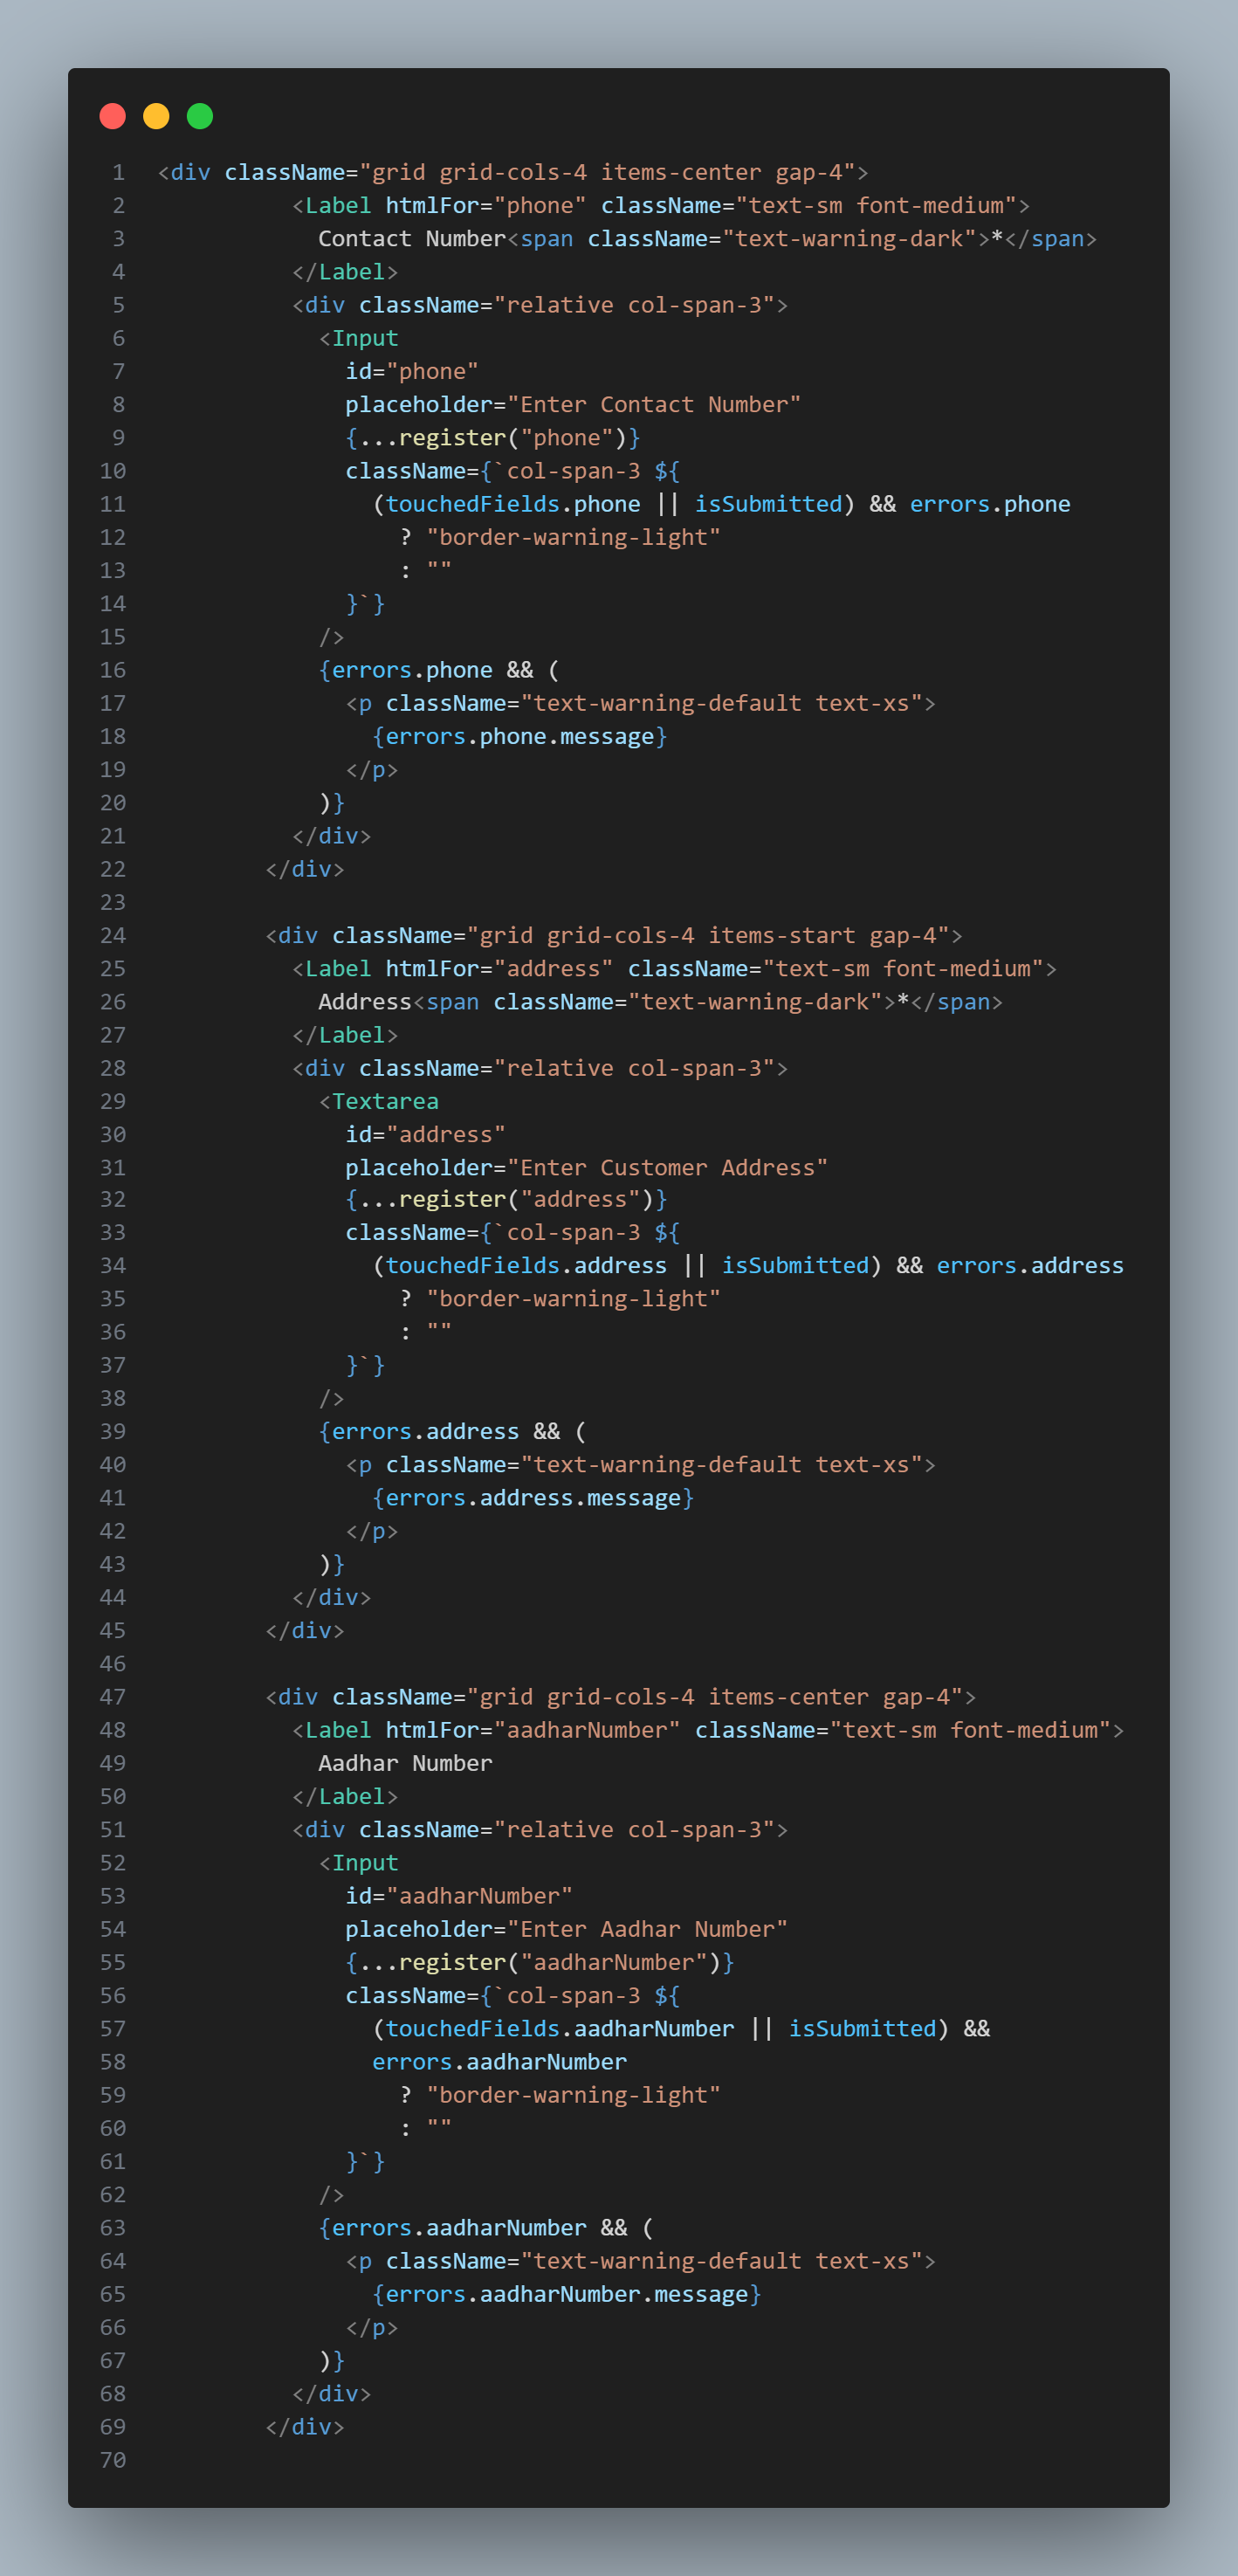 1 <div className="grid grid-cols-4 items-center gap-4">
2           <Label htmlFor="phone" className="text-sm font-medium">
3             Contact Number<span className="text-warning-dark">*</span>
4           </Label>
5           <div className="relative col-span-3">
6             <Input
7               id="phone"
8               placeholder="Enter Contact Number"
9               {...register("phone")}
10               className={`col-span-3 ${
11                 (touchedFields.phone || isSubmitted) && errors.phone
12                   ? "border-warning-light"
13                   : ""
14               }`}
15             />
16             {errors.phone && (
17               <p className="text-warning-default text-xs">
18                 {errors.phone.message}
19               </p>
20             )}
21           </div>
22         </div>
23
24         <div className="grid grid-cols-4 items-start gap-4">
25           <Label htmlFor="address" className="text-sm font-medium">
26             Address<span className="text-warning-dark">*</span>
27           </Label>
28           <div className="relative col-span-3">
29             <Textarea
30               id="address"
31               placeholder="Enter Customer Address"
32               {...register("address")}
33               className={`col-span-3 ${
34                 (touchedFields.address || isSubmitted) && errors.address
35                   ? "border-warning-light"
36                   : ""
37               }`}
38             />
39             {errors.address && (
40               <p className="text-warning-default text-xs">
41                 {errors.address.message}
42               </p>
43             )}
44           </div>
45         </div>
46
47         <div className="grid grid-cols-4 items-center gap-4">
48           <Label htmlFor="aadharNumber" className="text-sm font-medium">
49             Aadhar Number
50           </Label>
51           <div className="relative col-span-3">
52             <Input
53               id="aadharNumber"
54               placeholder="Enter Aadhar Number"
55               {...register("aadharNumber")}
56               className={`col-span-3 ${
57                 (touchedFields.aadharNumber || isSubmitted) &&
58                 errors.aadharNumber
59                   ? "border-warning-light"
60                   : ""
61               }`}
62             />
63             {errors.aadharNumber && (
64               <p className="text-warning-default text-xs">
65                 {errors.aadharNumber.message}
66               </p>
67             )}
68           </div>
69         </div>
70